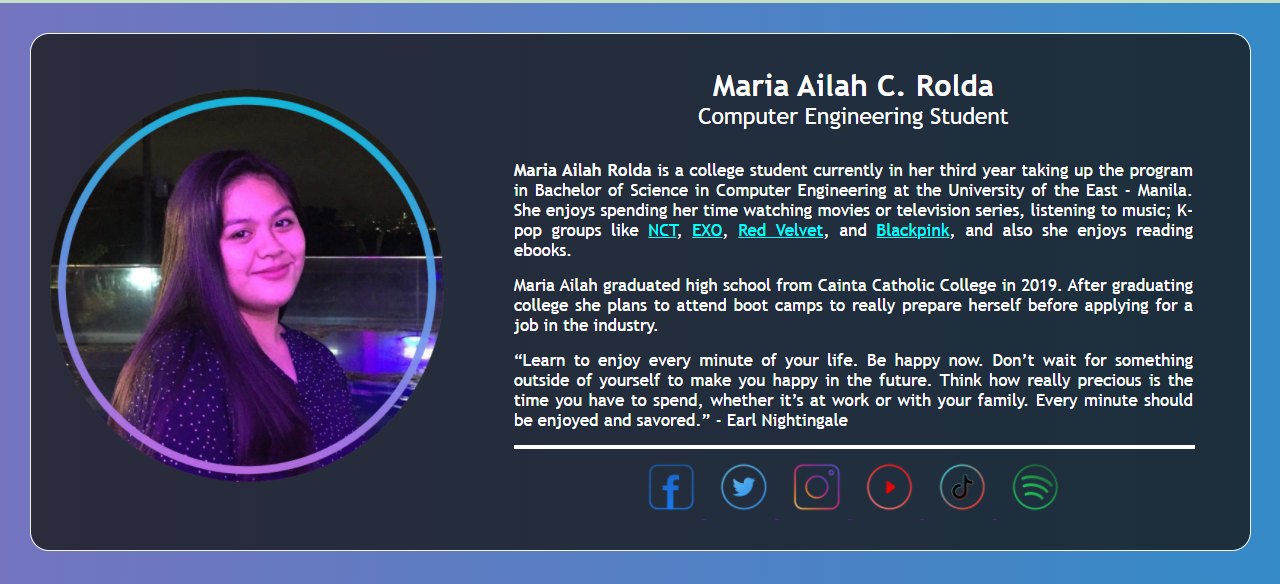 Maria Ailah C. Rolda
Computer Engineering Student
Maria Ailah Rolda is a college student currently in her third year taking up the program
in Bachelor of Science in Computer Engineering at the University of the East - Manila.
She enjoys spending her time watching movies or television series, listening to music; K-
pop groups like NCT, EXO, Red Velvet, and Blackpink, and also she enjoys reading
ebooks.
Maria Ailah graduated high school from Cainta Catholic College in 2019. After graduating
college she plans to attend boot camps to really prepare herself before applying for a
job in the industry.
“Learn to enjoy every minute of your life. Be happy now. Don’t wait for something
outside of yourself to make you happy in the future. Think how really precious is the
time you have to spend, whether it’s at work or with your family. Every minute should
be enjoyed and savored.” - Earl Nightingale